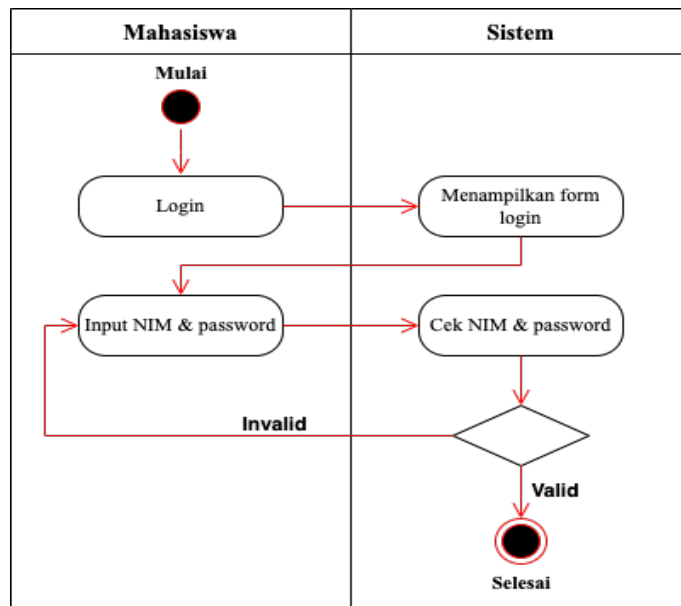 Mahasiswa
Sistem
Mulai
Login
Menampilkan form
login
Input NIM & password
Cek NIM & password
Invalid
Valid
Selesai